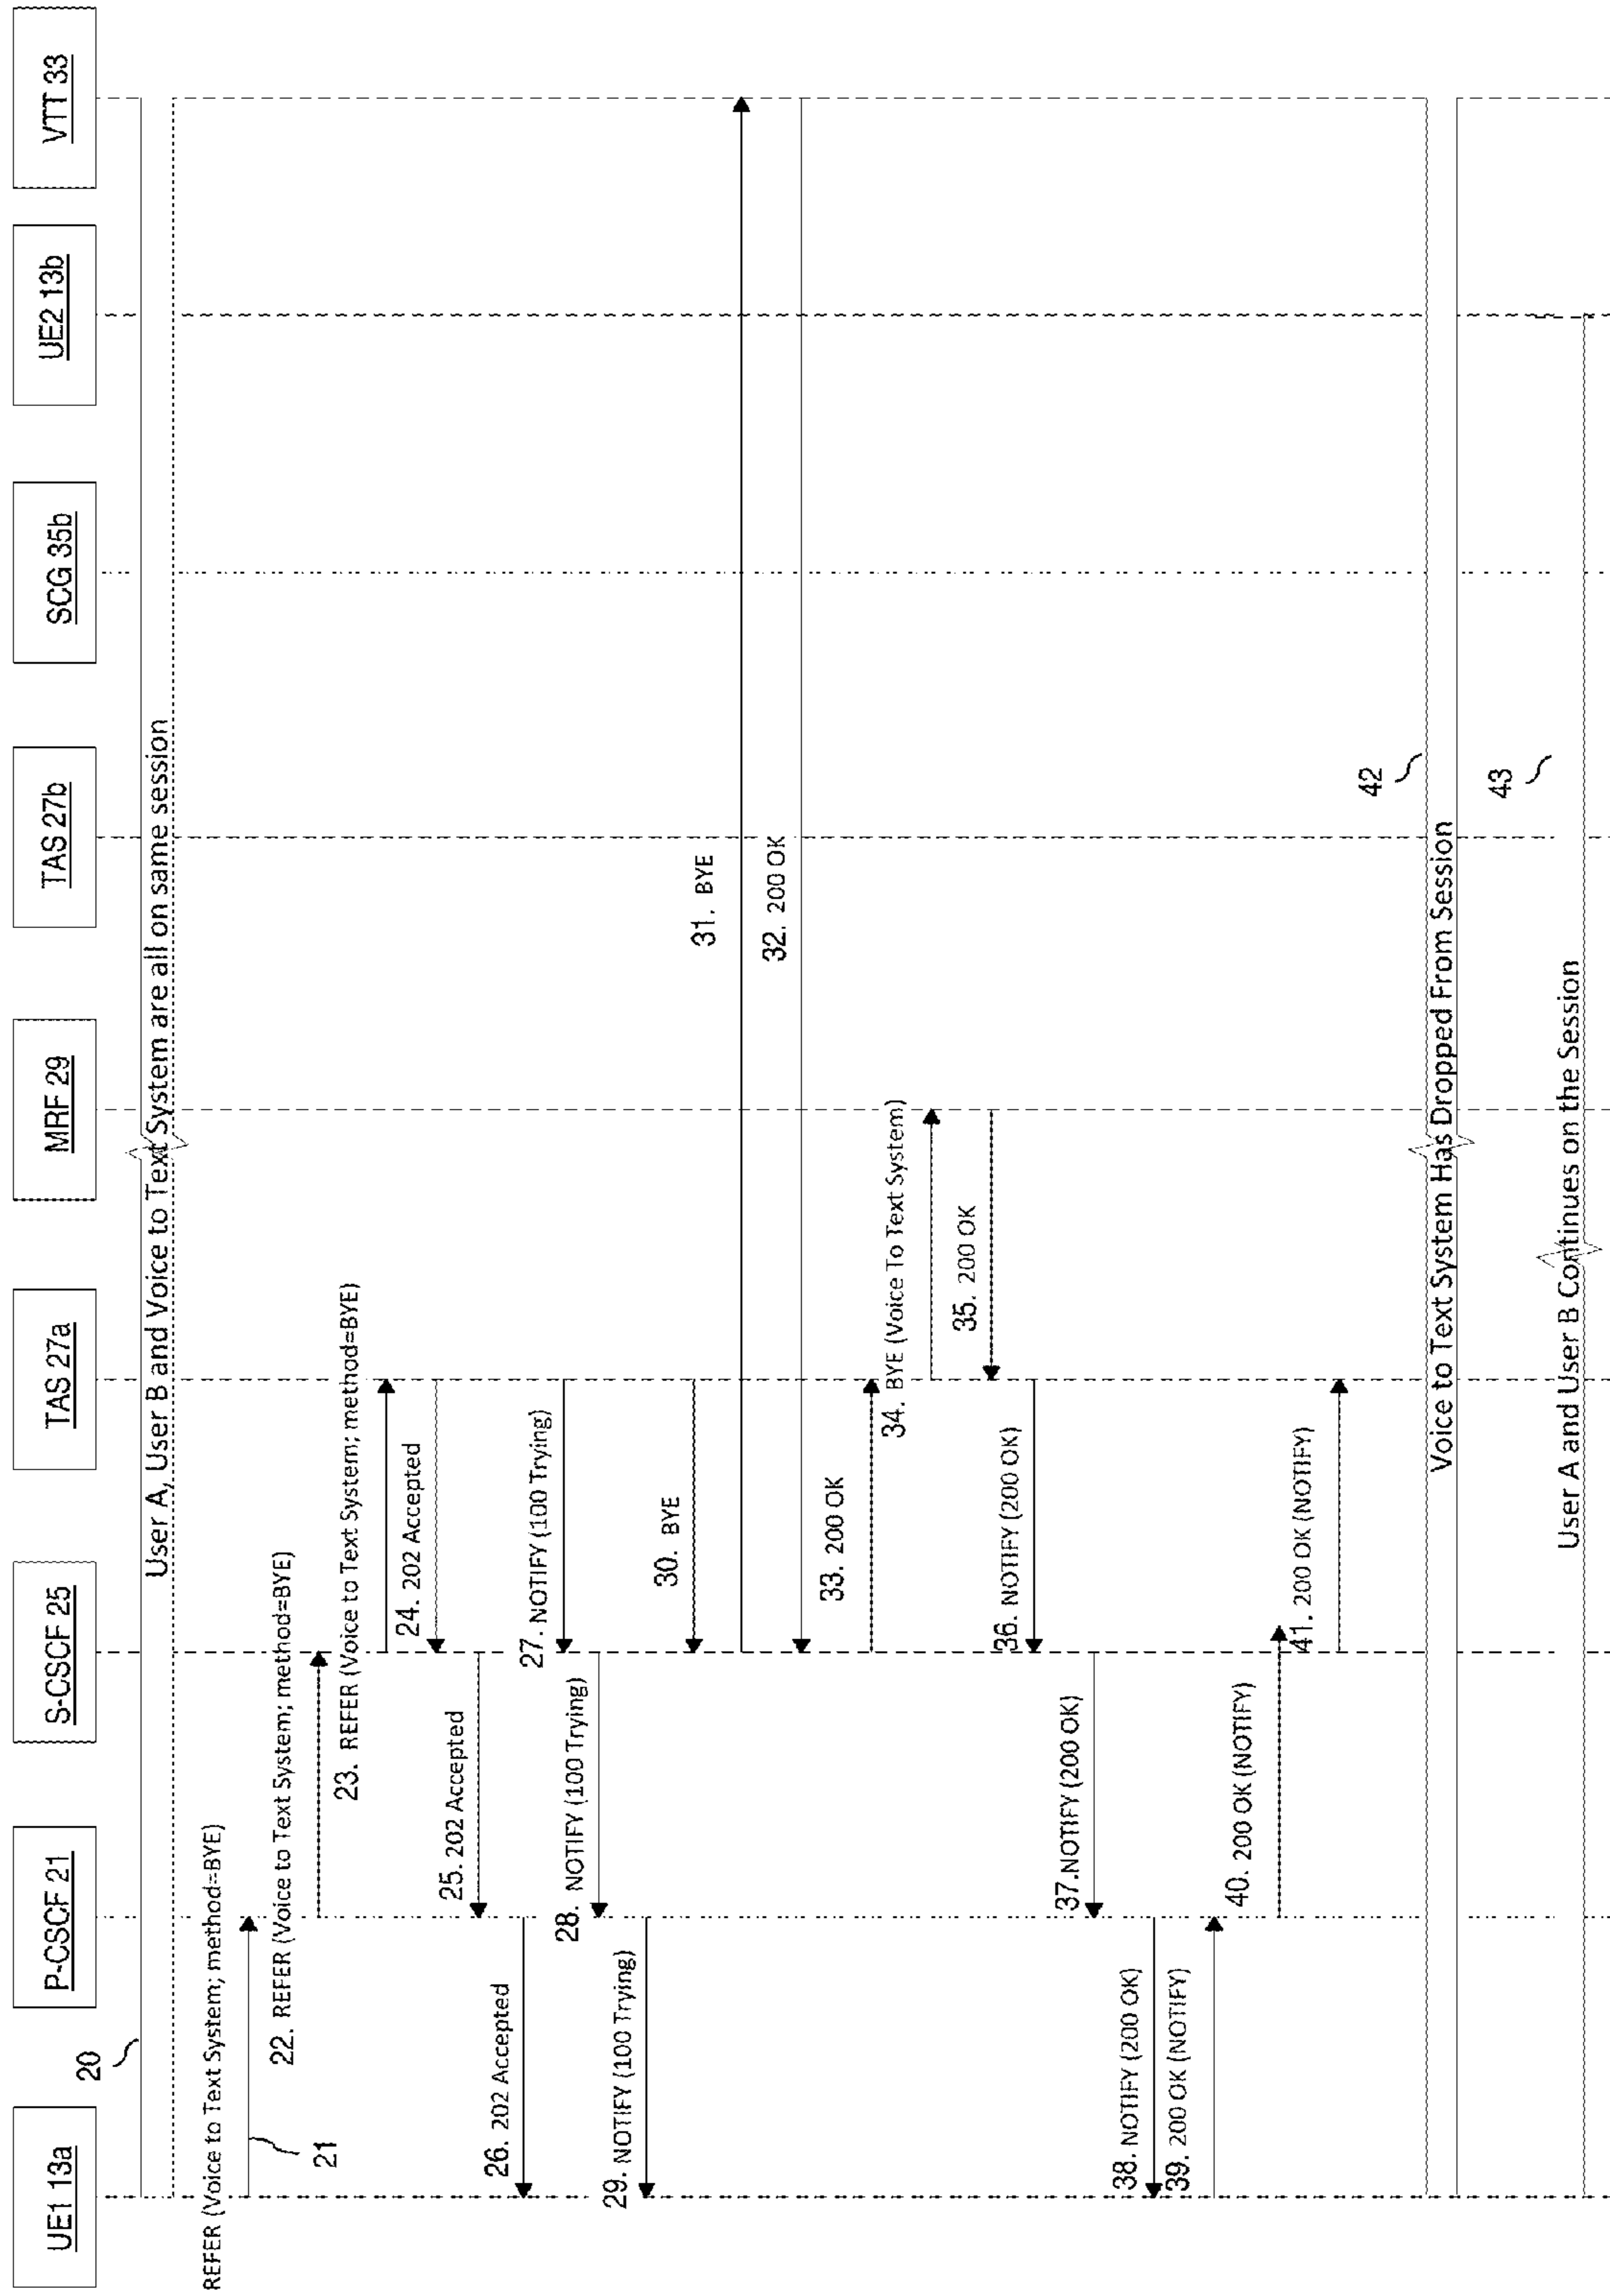 UE1 13a
P-CSCF 21
S-CSCF 25
TAS 27a
MRF 29
TAS 27b
SCG 35b
UE2 13b
VTT 33
20
User A, User B and Voice to Text System are all on same session
REFER (Voice to Text System; method=BYE)
21
22. REFER (Voice to Text System; method=BYE)
23. REFER (Voice to Text System; method=BYE)
24. 202 Accepted
25. 202 Accepted
26. 202 Accepted
27. NOTIFY (100 Trying)
28. NOTIFY (100 Trying)
29. NOTIFY (100 Trying)
30. BYE
31. BYE
32. 200 OK
33. 200 OK
34. BYE (Voice To Text System)
35. 200 OK
36. NOTIFY (200 OK)
37.NOTIFY (200 OK)
38. NOTIFY (200 OK)
39. 200 OK (NOTIFY)
40. 200 OK (NOTIFY)
41. 200 OK (NOTIFY)
42
Voice to Text System Has Dropped From Session
43
User A and User B Continues on the Session